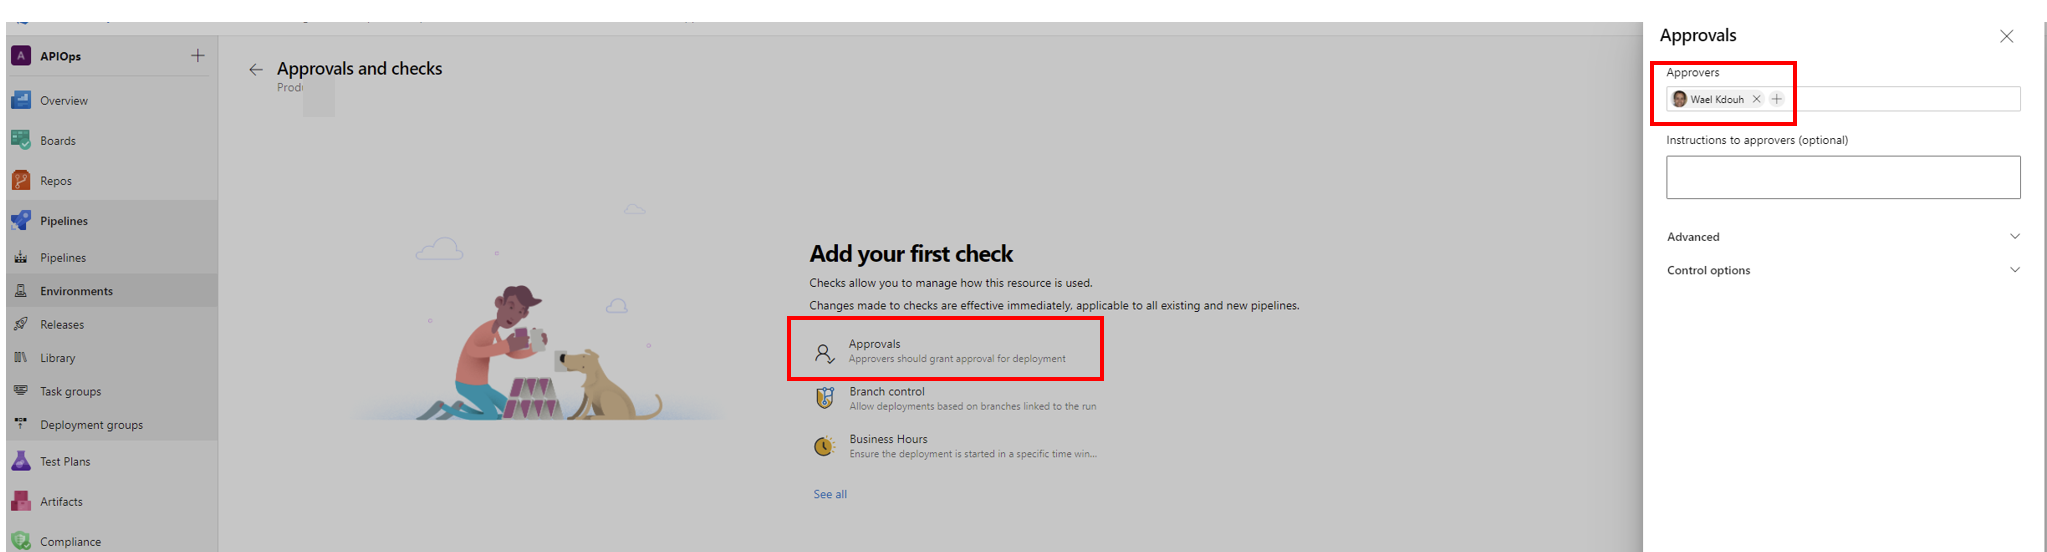 A APIOps
Overview
Boards
Repos
Pipelines
Pipelines
Environments
Releases
Library
Task groups
Deployment groups
Test Plans
Artifacts
Compliance
Approvals and checks
Add your first check
Checks allow you to manage how this resource is used.
Changes made to checks are effective immediately, applicable to all existing and new pipelines.
Approvals
Approvers should grant approval for deployment
Branch control
Allow deployments based on branches linked to the run
Business Hours
Ensure the deployment is started in a specific time win...
See all
Approvals
Approvers
Wael Kdouh
Instructions to approvers (optional)
Advanced
Control options